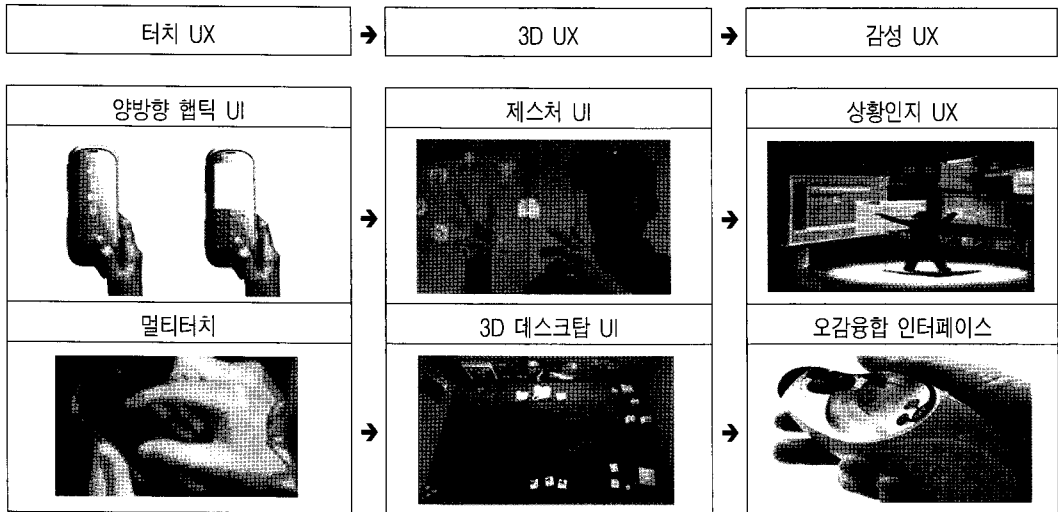 터치 UX → 3D UX → 감성 UX
양방향 햅틱 UI → 제스처 UI → 상황인지 UX
멀티터치 → 3D 데스크탑 UI → 오감융합 인터페이스